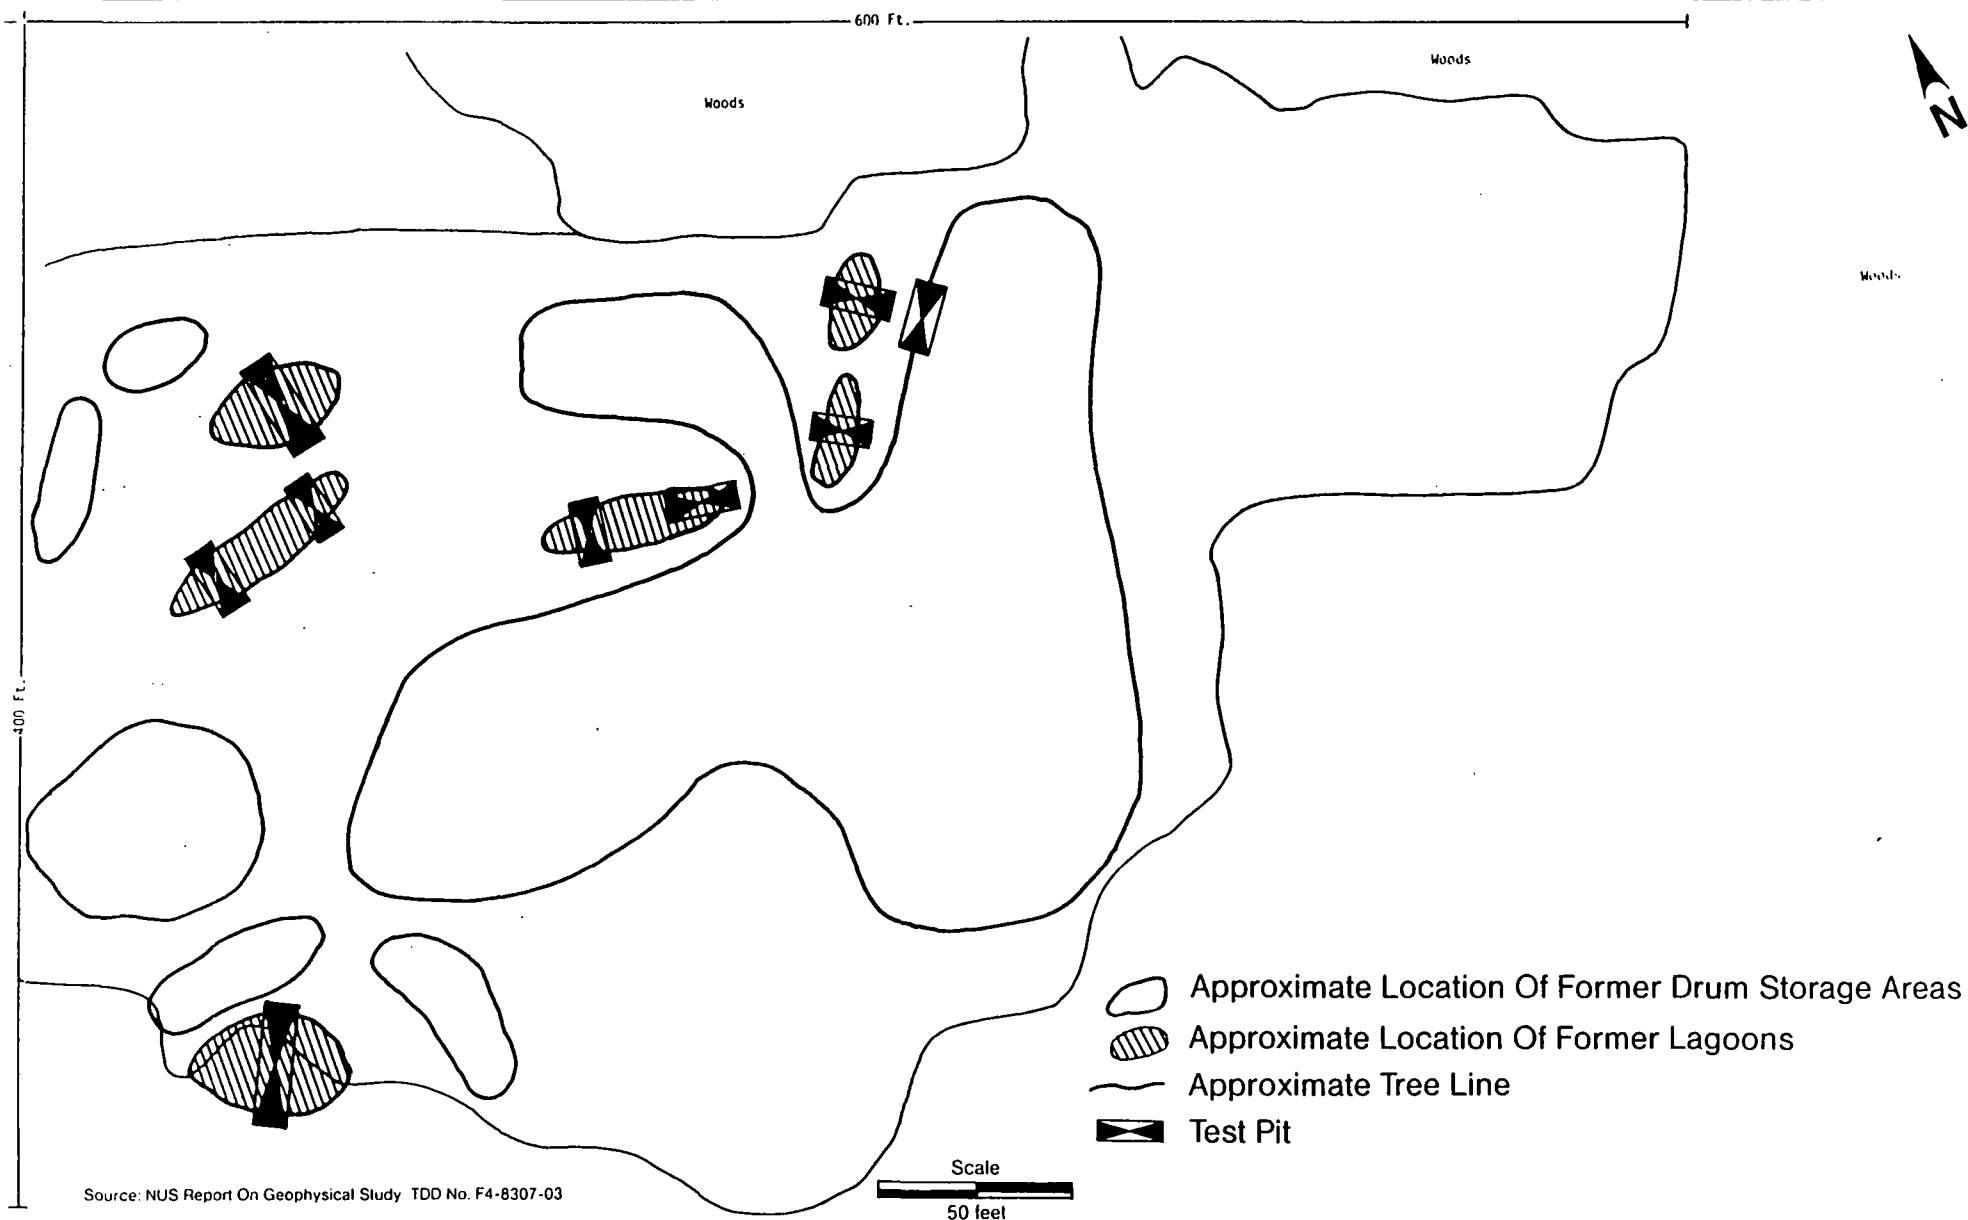 600 Ft.
Woods
Woods
N
Woods
400 Ft.
Approximate Location Of Former Drum Storage Areas
Approximate Location Of Former Lagoons
Approximate Tree Line
Test Pit
Scale
50 feet
Source: NUS Report On Geophysical Study TDD No. F4-8307-03